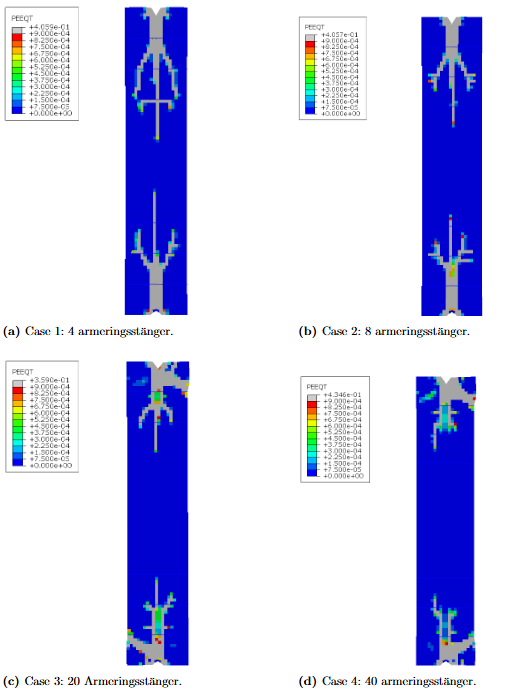 PEEQT
+4.059e-01
+9.000e-04
+8.250e-04
+7.500e-04
+6.750e-04
+6.000e-04
+5.250e-04
+4.500e-04
+3.750e-04
+3.000e-04
+2.250e-04
+1.500e-04
+7.500e-05
+0.000e+00
(a) Case 1: 4 armeringsstänger.
PEEQT
+4.057e-01
+9.000e-04
+8.250e-04
+7.500e-04
+6.750e-04
+6.000e-04
+5.250e-04
+4.500e-04
+3.750e-04
+3.000e-04
+2.250e-04
+1.500e-04
+7.500e-05
+0.000e+00
(b) Case 2: 8 armeringsstänger.
PEEQT
+3.590e-01
+9.000e-04
+8.250e-04
+7.500e-04
+6.750e-04
+6.000e-04
+5.250e-04
+4.500e-04
+3.750e-04
+3.000e-04
+2.250e-04
+1.500e-04
+7.500e-05
+0.000e+00
(c) Case 3: 20 Armeringsstänger.
PEEQT
+4.346e-01
+9.000e-04
+8.250e-04
+7.500e-04
+6.750e-04
+6.000e-04
+5.250e-04
+4.500e-04
+3.750e-04
+3.000e-04
+2.250e-04
+1.500e-04
+7.500e-05
+0.000e+00
(d) Case 4: 40 armeringsstänger.